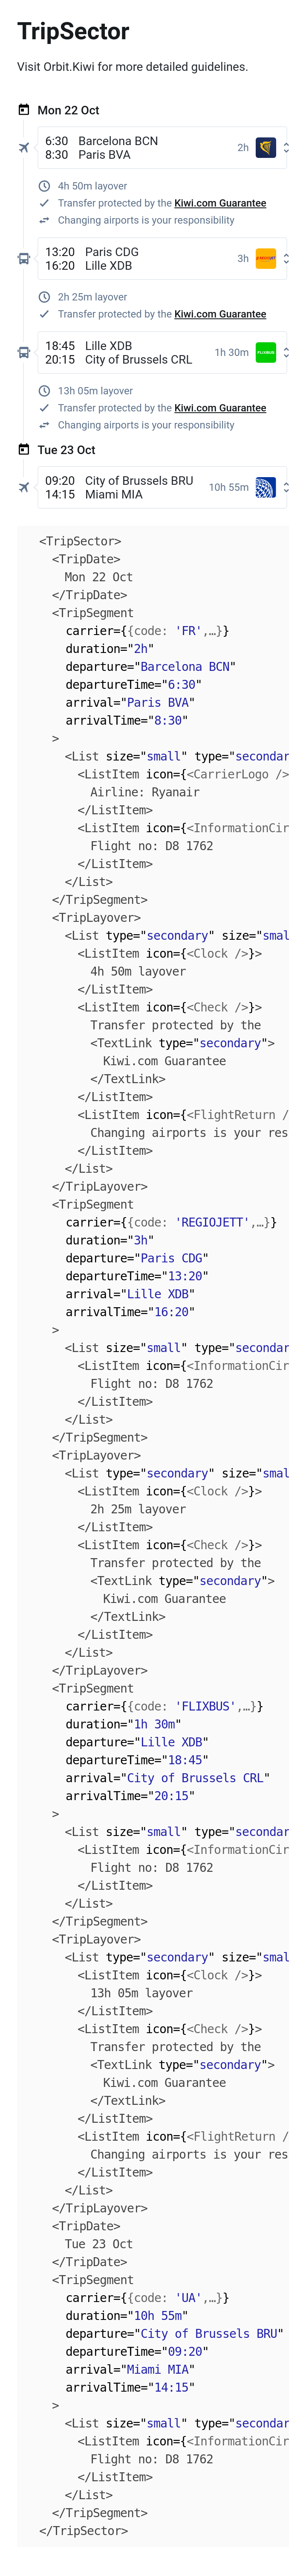 TripSector
Visit Orbit.Kiwi for more detailed guidelines.
Mon 22 Oct
6:30 Barcelona BCN
8:30 Paris BVA
2h
4h 50m layover
Transfer protected by the Kiwi.com Guarantee
Changing airports is your responsibility
13:20 Paris CDG
16:20 Lille XDB
3h
2h 25m layover
Transfer protected by the Kiwi.com Guarantee
18:45 Lille XDB
20:15 City of Brussels CRL
1h 30m
FLIXBUS
13h 05m layover
Transfer protected by the Kiwi.com Guarantee
Changing airports is your responsibility
Tue 23 Oct
09:20 City of Brussels BRU
14:15 Miami MIA
10h 55m
<TripSector>
<TripDate>
Mon 22 Oct
</TripDate>
<TripSegment
carrier={{code: 'FR',…}}
duration="2h"
departure="Barcelona BCN"
departureTime="6:30"
arrival="Paris BVA"
arrivalTime="8:30"
>
<List size="small" type="secondar
<ListItem icon={<CarrierLogo />
Airline: Ryanair
</ListItem>
<ListItem icon={<InformationCir
Flight no: D8 1762
</ListItem>
</List>
</TripSegment>
<TripLayover>
<List type="secondary" size="smal
<ListItem icon={<Clock />}>
4h 50m layover
</ListItem>
<ListItem icon={<Check />}>
Transfer protected by the
<TextLink type="secondary">
Kiwi.com Guarantee
</TextLink>
</ListItem>
<ListItem icon={<FlightReturn /
Changing airports is your res
</ListItem>
</List>
</TripLayover>
<TripSegment
carrier={{code: 'REGIOJETT',…}}
duration="3h"
departure="Paris CDG"
departureTime="13:20"
arrival="Lille XDB"
arrivalTime="16:20"
>
<List size="small" type="secondar
<ListItem icon={<InformationCir
Flight no: D8 1762
</ListItem>
</List>
</TripSegment>
<TripLayover>
<List type="secondary" size="smal
<ListItem icon={<Clock />}>
2h 25m layover
</ListItem>
<ListItem icon={<Check />}>
Transfer protected by the
<TextLink type="secondary">
Kiwi.com Guarantee
</TextLink>
</ListItem>
</List>
</TripLayover>
<TripSegment
carrier={{code: 'FLIXBUS',…}}
duration="1h 30m"
departure="Lille XDB"
departureTime="18:45"
arrival="City of Brussels CRL"
arrivalTime="20:15"
>
<List size="small" type="secondar
<ListItem icon={<InformationCir
Flight no: D8 1762
</ListItem>
</List>
</TripSegment>
<TripLayover>
<List type="secondary" size="smal
<ListItem icon={<Clock />}>
13h 05m layover
</ListItem>
<ListItem icon={<Check />}>
Transfer protected by the
<TextLink type="secondary">
Kiwi.com Guarantee
</TextLink>
</ListItem>
<ListItem icon={<FlightReturn /
Changing airports is your res
</ListItem>
</List>
</TripLayover>
<TripDate>
Tue 23 Oct
</TripDate>
<TripSegment
carrier={{code: 'UA',…}}
duration="10h 55m"
departure="City of Brussels BRU"
departureTime="09:20"
arrival="Miami MIA"
arrivalTime="14:15"
>
<List size="small" type="secondar
<ListItem icon={<InformationCir
Flight no: D8 1762
</ListItem>
</List>
</TripSegment>
</TripSector>